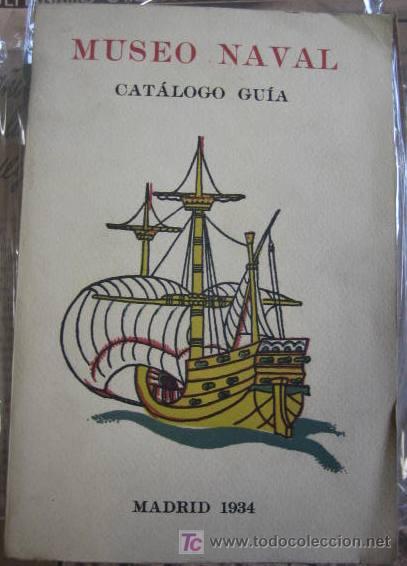 MUSEO NAVAL
CATÁLOGO GUÍA
MADRID 1934
TC
www.todocoleccion.net